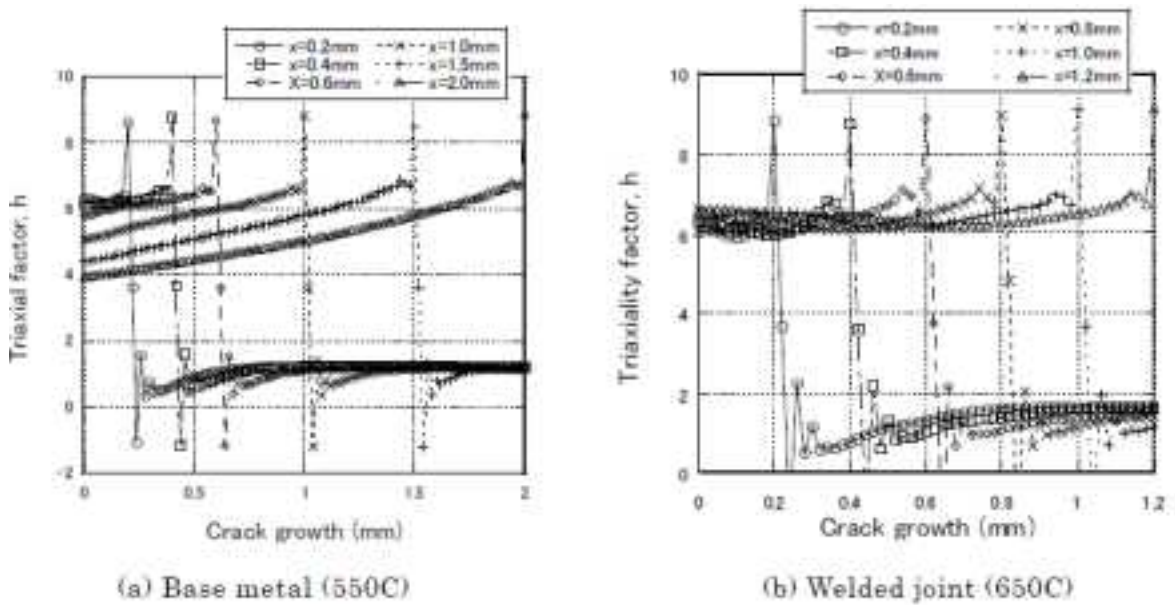 x=0.2mm x=1.0mm
x=0.4mm x=1.5mm
X=0.6mm x=2.0mm
10
8
6
4
2
0
-2
0 0.5 1 1.5 2
Triaxial factor, h
Crack growth (mm)
(a) Base metal (550C)
x=0.2mm x=0.8mm
x=0.4mm x=1.0mm
X=0.6mm x=1.2mm
10
8
6
4
2
0
0 0.2 0.4 0.6 0.8 1 1.2
Triaxiality factor, h
Crack growth (mm)
(b) Welded joint (650C)